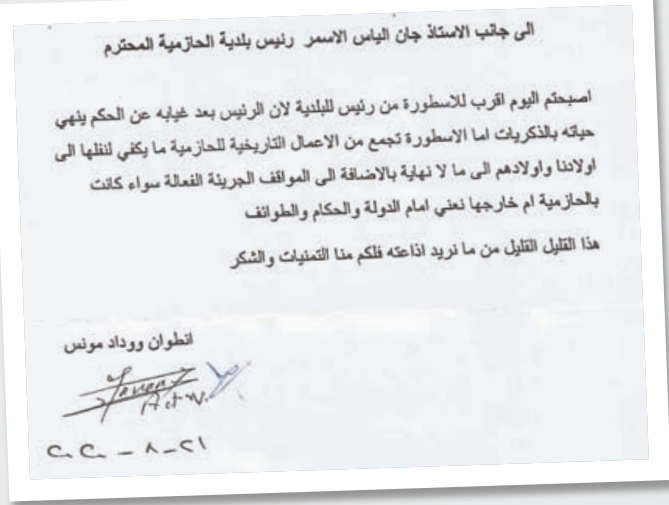 الى جانب الاستاذ جان الياس الاسمر رئيس بلدية الحازمية المحترم
اصبحتم اليوم اقرب للاسطورة من رئيس للبلدية لان الرئيس بعد غيابه عن الحكم ينهي
حياته بالذكريات اما الاسطورة تجمع من الاعمال التاريخية للحازمية ما يكفي لنقلها الى
اولادنا واولادهم الى ما لا نهاية بالاضافة الى المواقف الجريئة الفعالة سواء كانت
بالحازمية ام خارجها نعني امام الدولة والحكام والطوائف
هذا القليل القليل من ما نريد اذاعته فلكم منا التمنيات والشكر
انطوان ووداد مونس
٢٠٢٠ - ٨ - ٢١